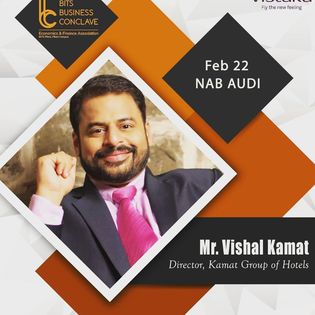 BITS
BUSINESS
CONCLAVE
Economics & Finance Association
Fly the new feeling
Feb 22
NAB AUDI
Mr. Vishal Kamat
Director, Kamat Group of Hotels